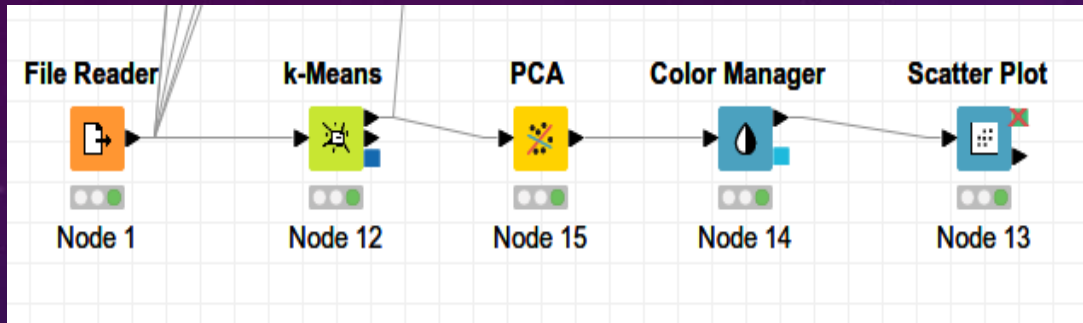 File Reader k-Means PCA Color Manager Scatter Plot
Node 1 Node 12 Node 15 Node 14 Node 13